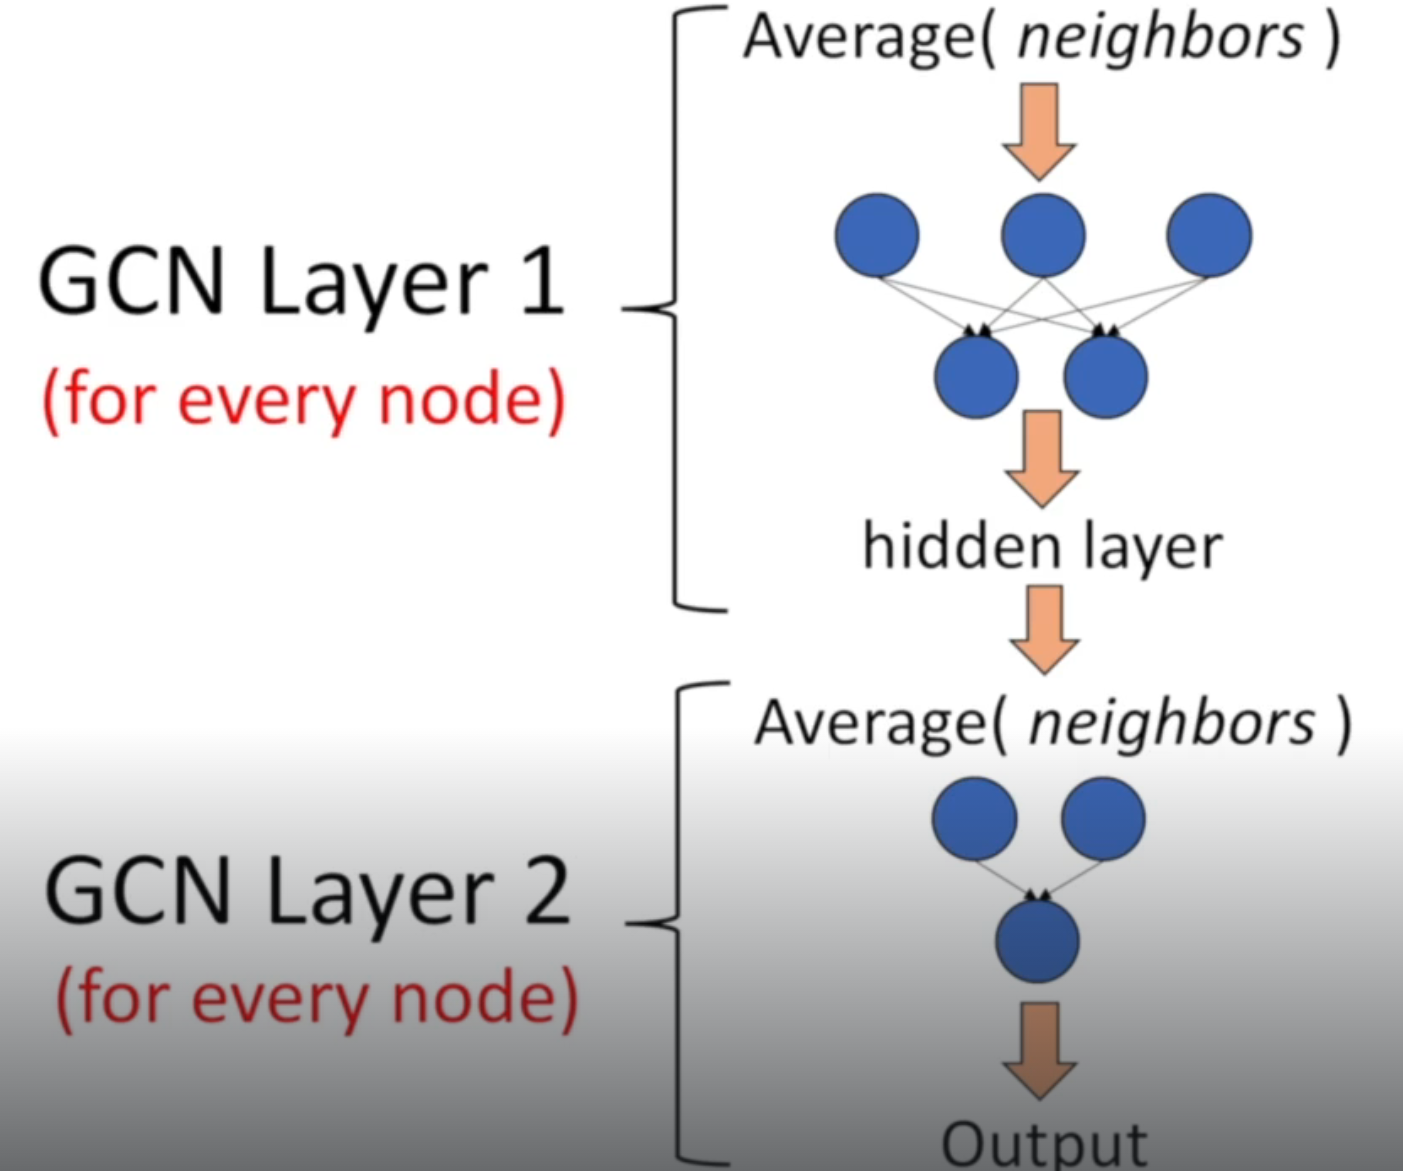 Average( neighbors )
GCN Layer 1
(for every node)
hidden layer
Average( neighbors )
GCN Layer 2
(for every node)
Output